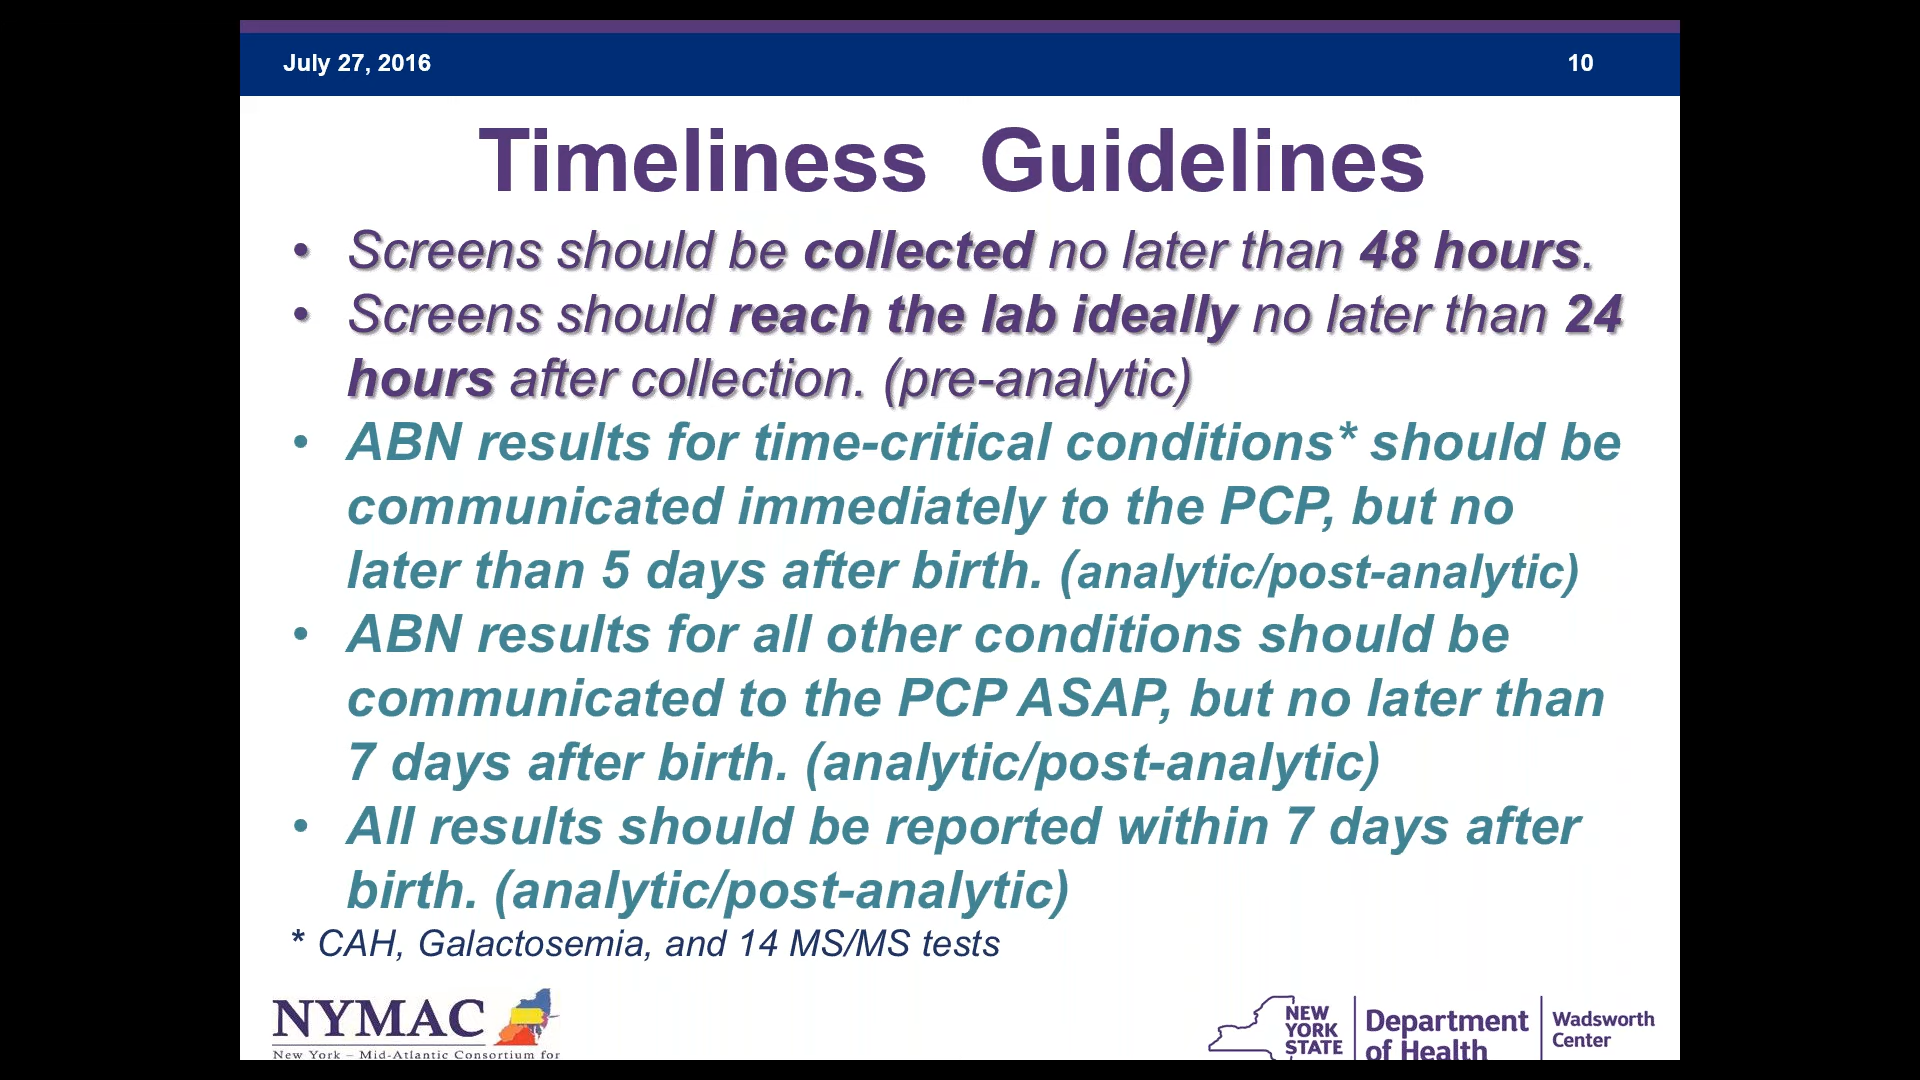 July 27, 2016
10
Timeliness Guidelines
• Screens should be collected no later than 48 hours.
• Screens should reach the lab ideally no later than 24
hours after collection. (pre-analytic)
• ABN results for time-critical conditions* should be
communicated immediately to the PCP, but no
later than 5 days after birth. (analytic/post-analytic)
• ABN results for all other conditions should be
communicated to the PCP ASAP, but no later than
7 days after birth. (analytic/post-analytic)
• All results should be reported within 7 days after
birth. (analytic/post-analytic)
* CAH, Galactosemia, and 14 MS/MS tests
NYMAC
New York – Mid-Atlantic Consortium for
NEW
YORK
STATE
Department
of Health
Wadsworth
Center